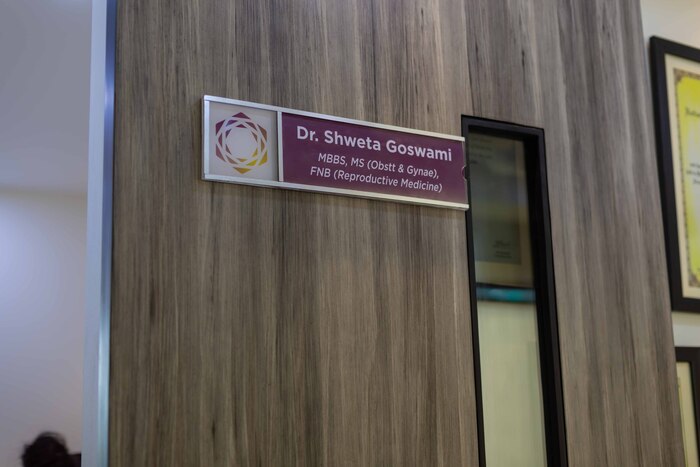 Dr. Shweta Goswami
MBBS, MS (Obstt & Gynae),
FNB (Reproductive Medicine)